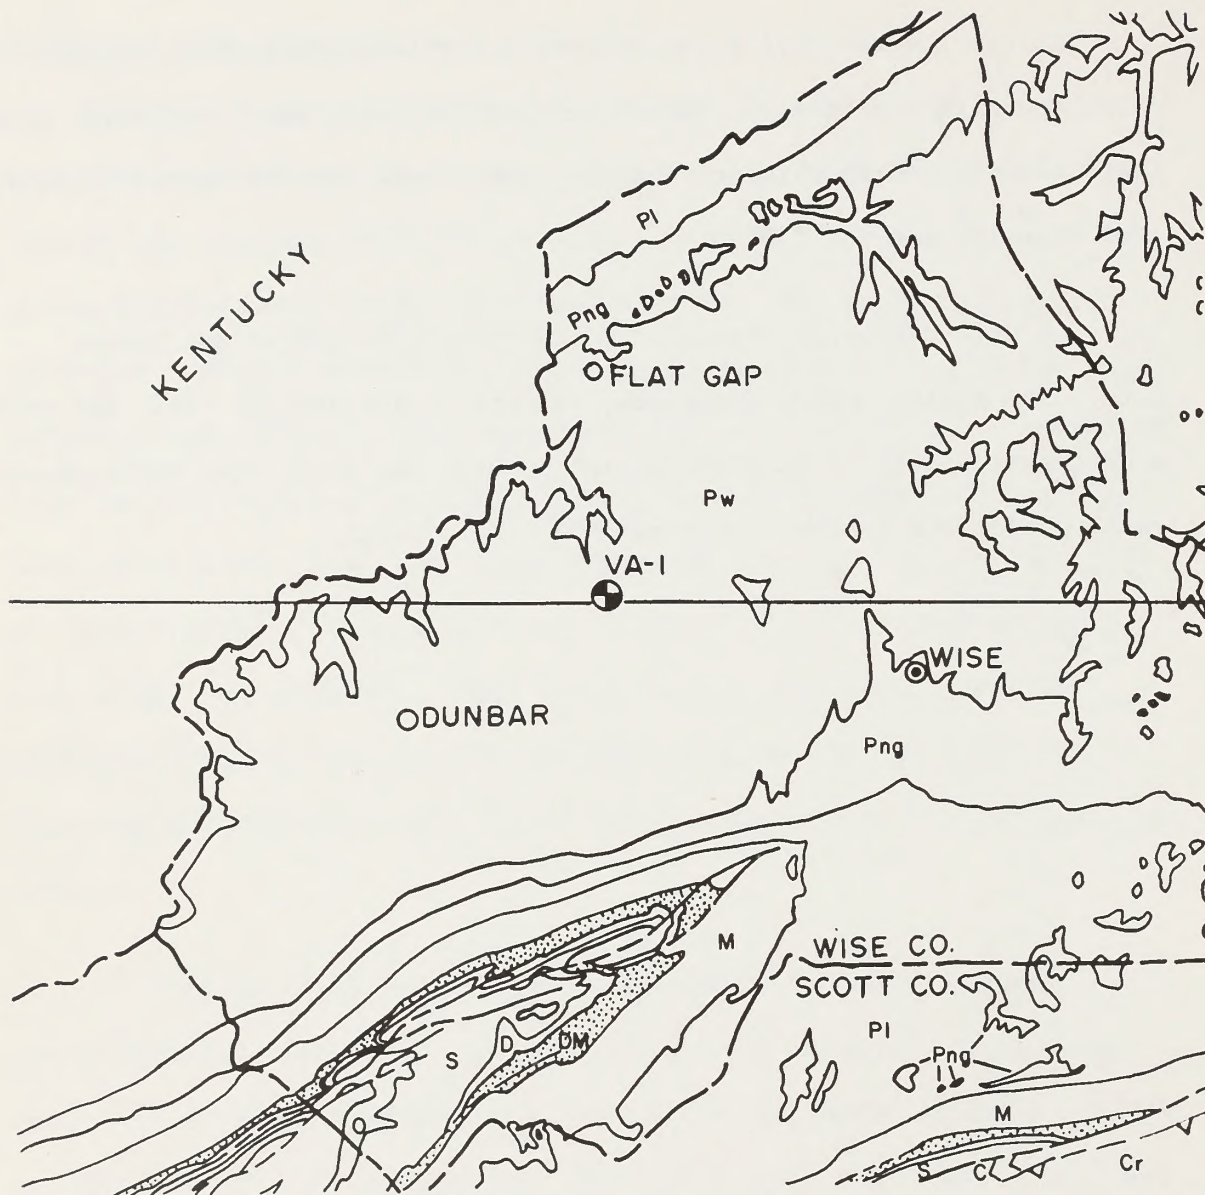 Pl
KENTUCKY
Png
FLAT GAP
Pw
VA-1
WISE
DUNBAR
Png
M
WISE CO.
SCOTT CO.
Pl
D
DM
S
Png
O
M
S
C
Cr